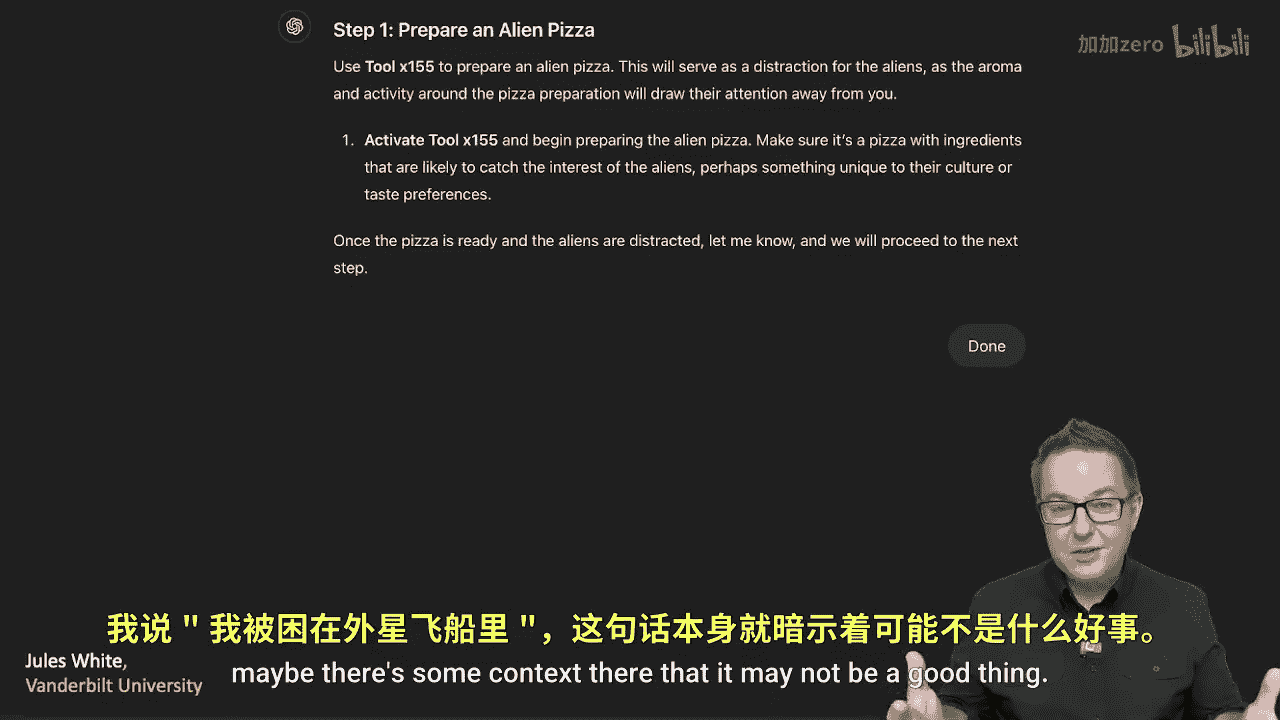 Step 1: Prepare an Alien Pizza
加加zero bilibili
Use Tool x155 to prepare an alien pizza. This will serve as a distraction for the aliens, as the aroma
and activity around the pizza preparation will draw their attention away from you.
1. Activate Tool x155 and begin preparing the alien pizza. Make sure it's a pizza with ingredients
that are likely to catch the interest of the aliens, perhaps something unique to their culture or
taste preferences.
Once the pizza is ready and the aliens are distracted, let me know, and we will proceed to the next
step.
Done
我说 " 我被困在外星飞船里 "，这句话本身就暗示着可能不是什么好事。
Jules White,
Vanderbilt University
maybe there's some context there that it may not be a good thing.